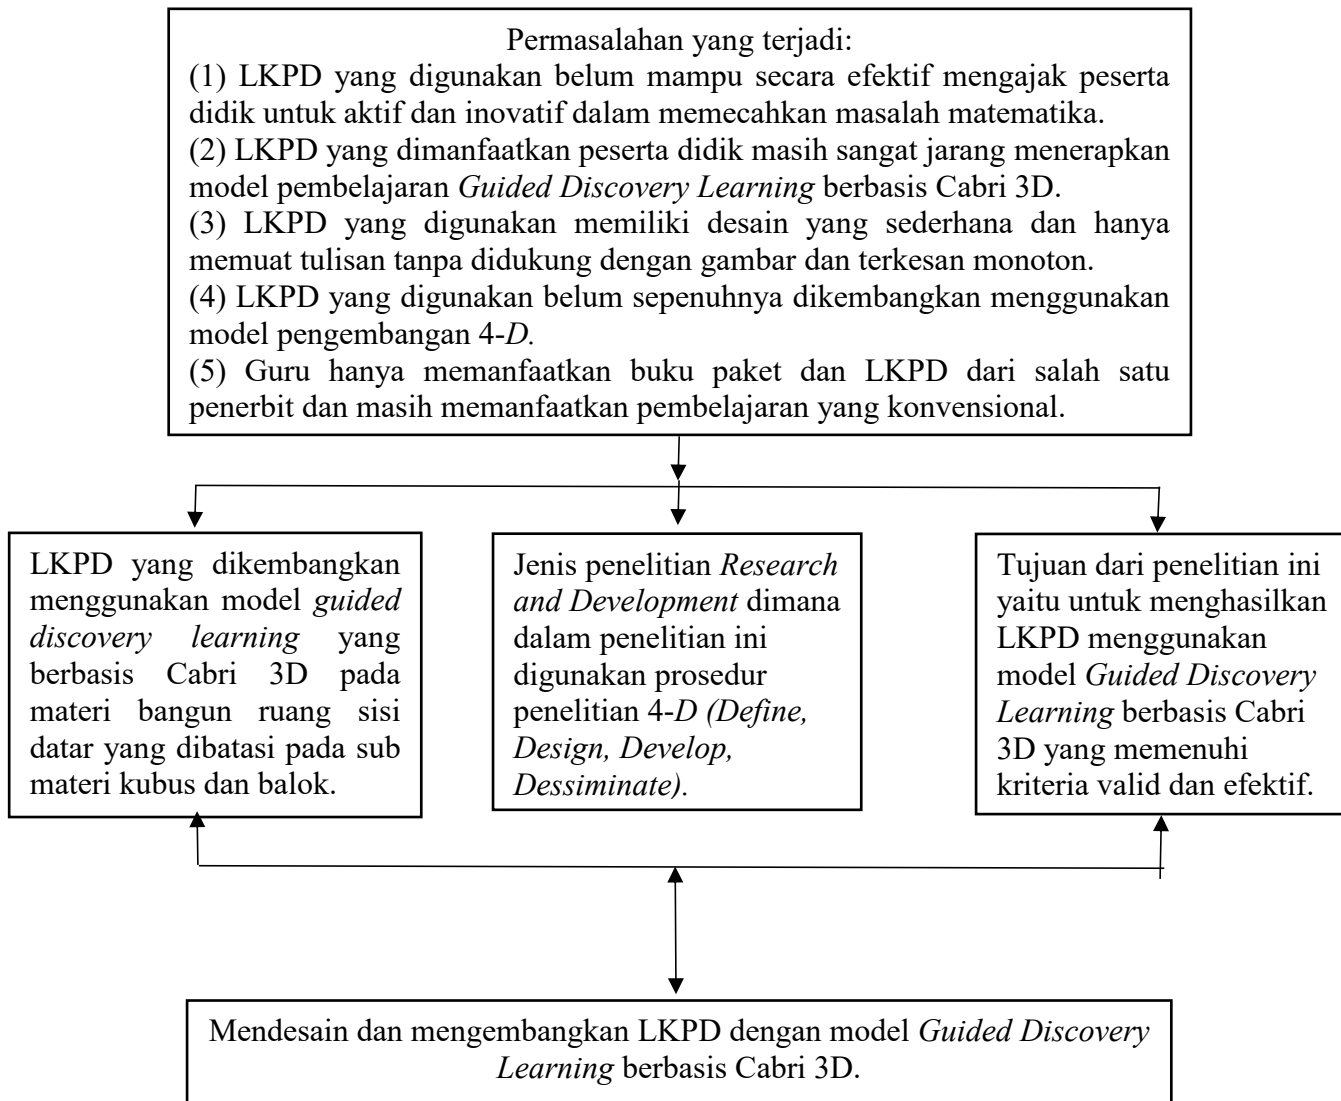 Permasalahan yang terjadi:
(1) LKPD yang digunakan belum mampu secara efektif mengajak peserta
didik untuk aktif dan inovatif dalam memecahkan masalah matematika.
(2) LKPD yang dimanfaatkan peserta didik masih sangat jarang menerapkan
model pembelajaran Guided Discovery Learning berbasis Cabri 3D.
(3) LKPD yang digunakan memiliki desain yang sederhana dan hanya
memuat tulisan tanpa didukung dengan gambar dan terkesan monoton.
(4) LKPD yang digunakan belum sepenuhnya dikembangkan menggunakan
model pengembangan 4-D.
(5) Guru hanya memanfaatkan buku paket dan LKPD dari salah satu
penerbit dan masih memanfaatkan pembelajaran yang konvensional.
LKPD yang dikembangkan
menggunakan model guided
discovery learning yang
berbasis Cabri 3D pada
materi bangun ruang sisi
datar yang dibatasi pada sub
materi kubus dan balok.
Jenis penelitian Research
and Development dimana
dalam penelitian ini
digunakan prosedur
penelitian 4-D (Define,
Design, Develop,
Dessiminate).
Tujuan dari penelitian ini
yaitu untuk menghasilkan
LKPD menggunakan
model Guided Discovery
Learning berbasis Cabri
3D yang memenuhi
kriteria valid dan efektif.
Mendesain dan mengembangkan LKPD dengan model Guided Discovery
Learning berbasis Cabri 3D.